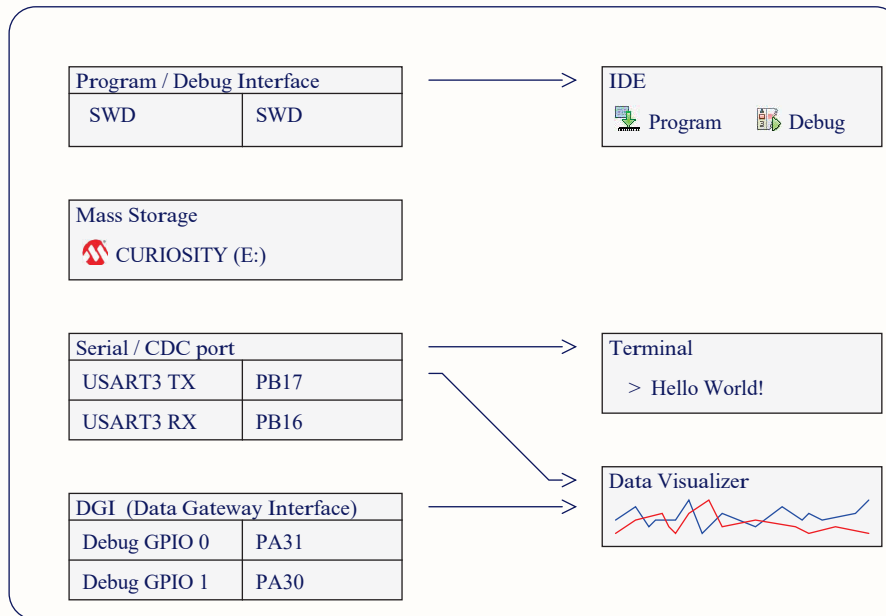 Program / Debug Interface
SWD SWD
IDE
Program Debug
Mass Storage
CURIOSITY (E:)
Serial / CDC port
USART3 TX PB17
USART3 RX PB16
Terminal
> Hello World!
DGI (Data Gateway Interface)
Debug GPIO 0 PA31
Debug GPIO 1 PA30
Data Visualizer